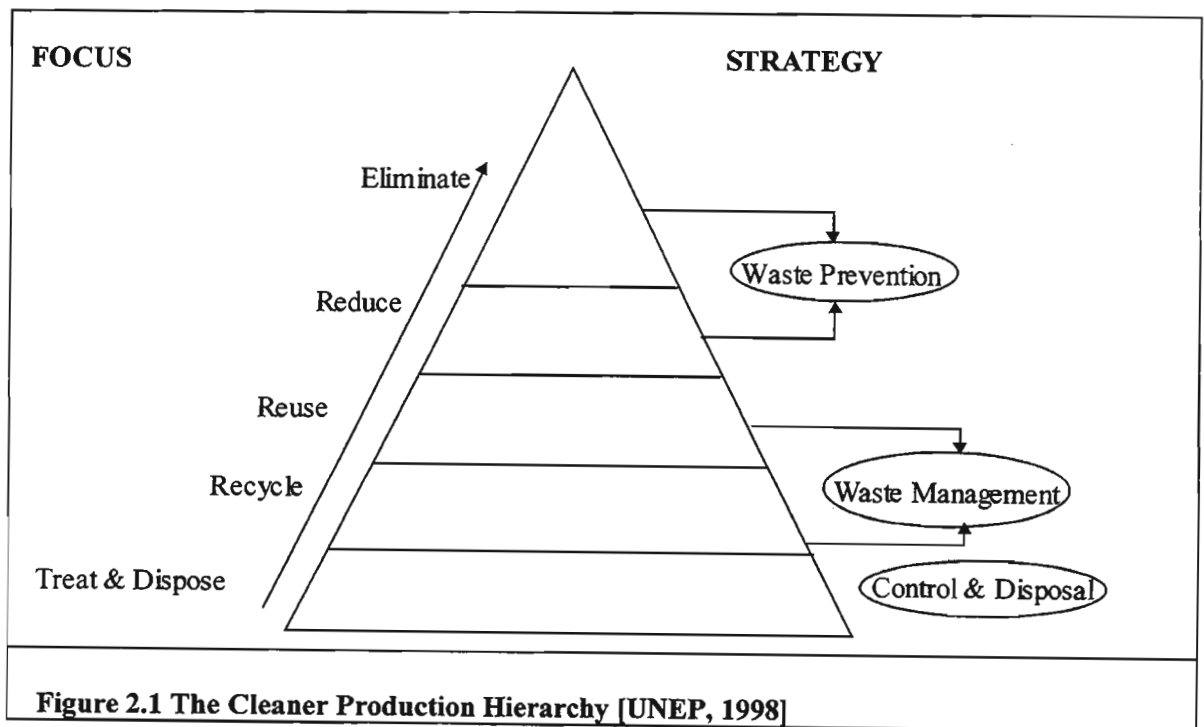 FOCUS
STRATEGY
Eliminate
Waste Prevention
Reduce
Reuse
Recycle
Waste Management
Treat & Dispose
Control & Disposal
Figure 2.1 The Cleaner Production Hierarchy [UNEP, 1998]